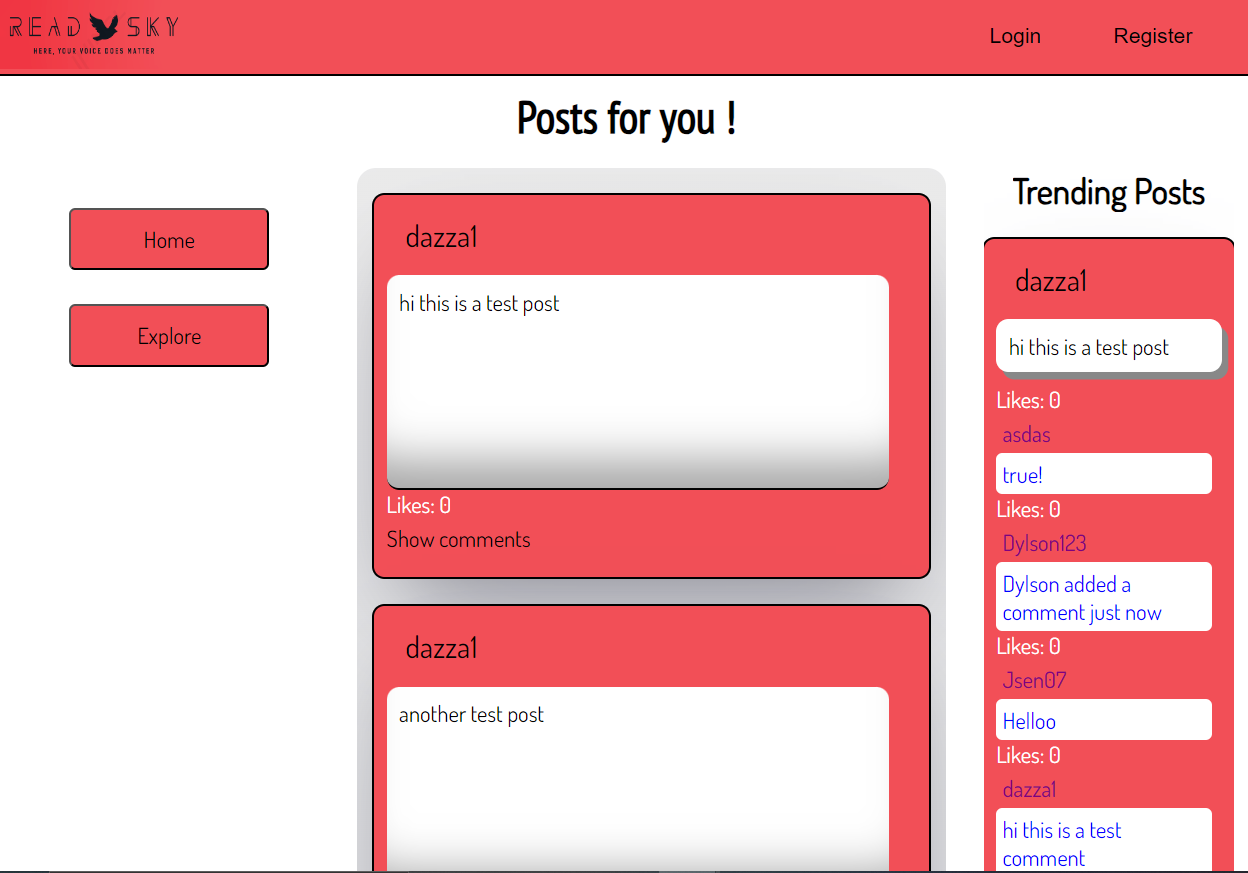 READ SKY
HERE, YOUR VOICE DOES MATTER
Login
Register
Posts for you !
Home
Explore
dazza1
hi this is a test post
Likes: 0
Show comments
dazza1
another test post
Trending Posts
dazza1
hi this is a test post
Likes: 0
asdas
true!
Likes: 0
Dylson123
Dylson added a
comment just now
Likes: 0
Jsen07
Helloo
Likes: 0
dazza1
hi this is a test
comment